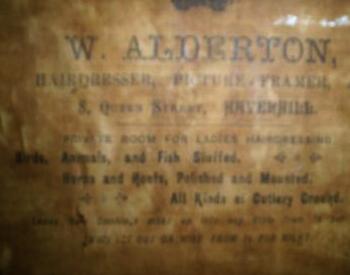 W. ALDERTON,
HAIRDRESSER, PICTURE FRAMER,
8, QUEEN STREET, HAVERHILL.
PRIVATE ROOM FOR LADIES HAIRDRESSING
Birds, Animals, and Fish Stuffed.
Horns and Hoofs, Polished and Mounted.
All Kinds of Cutlery Ground.